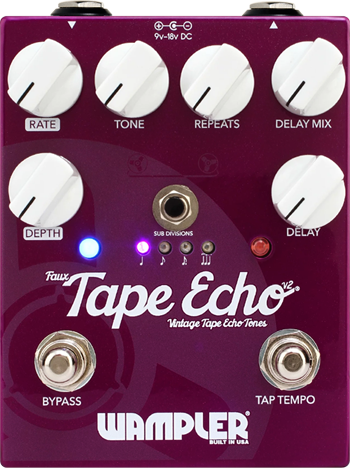 9v-18v DC
RATE
TONE
REPEATS
DELAY MIX
DEPTH
SUB DIVISIONS
DELAY
Faux
Tape Echo v2®
Vintage Tape Echo Tones
BYPASS
TAP TEMPO
WAMPLER®
BUILT IN USA